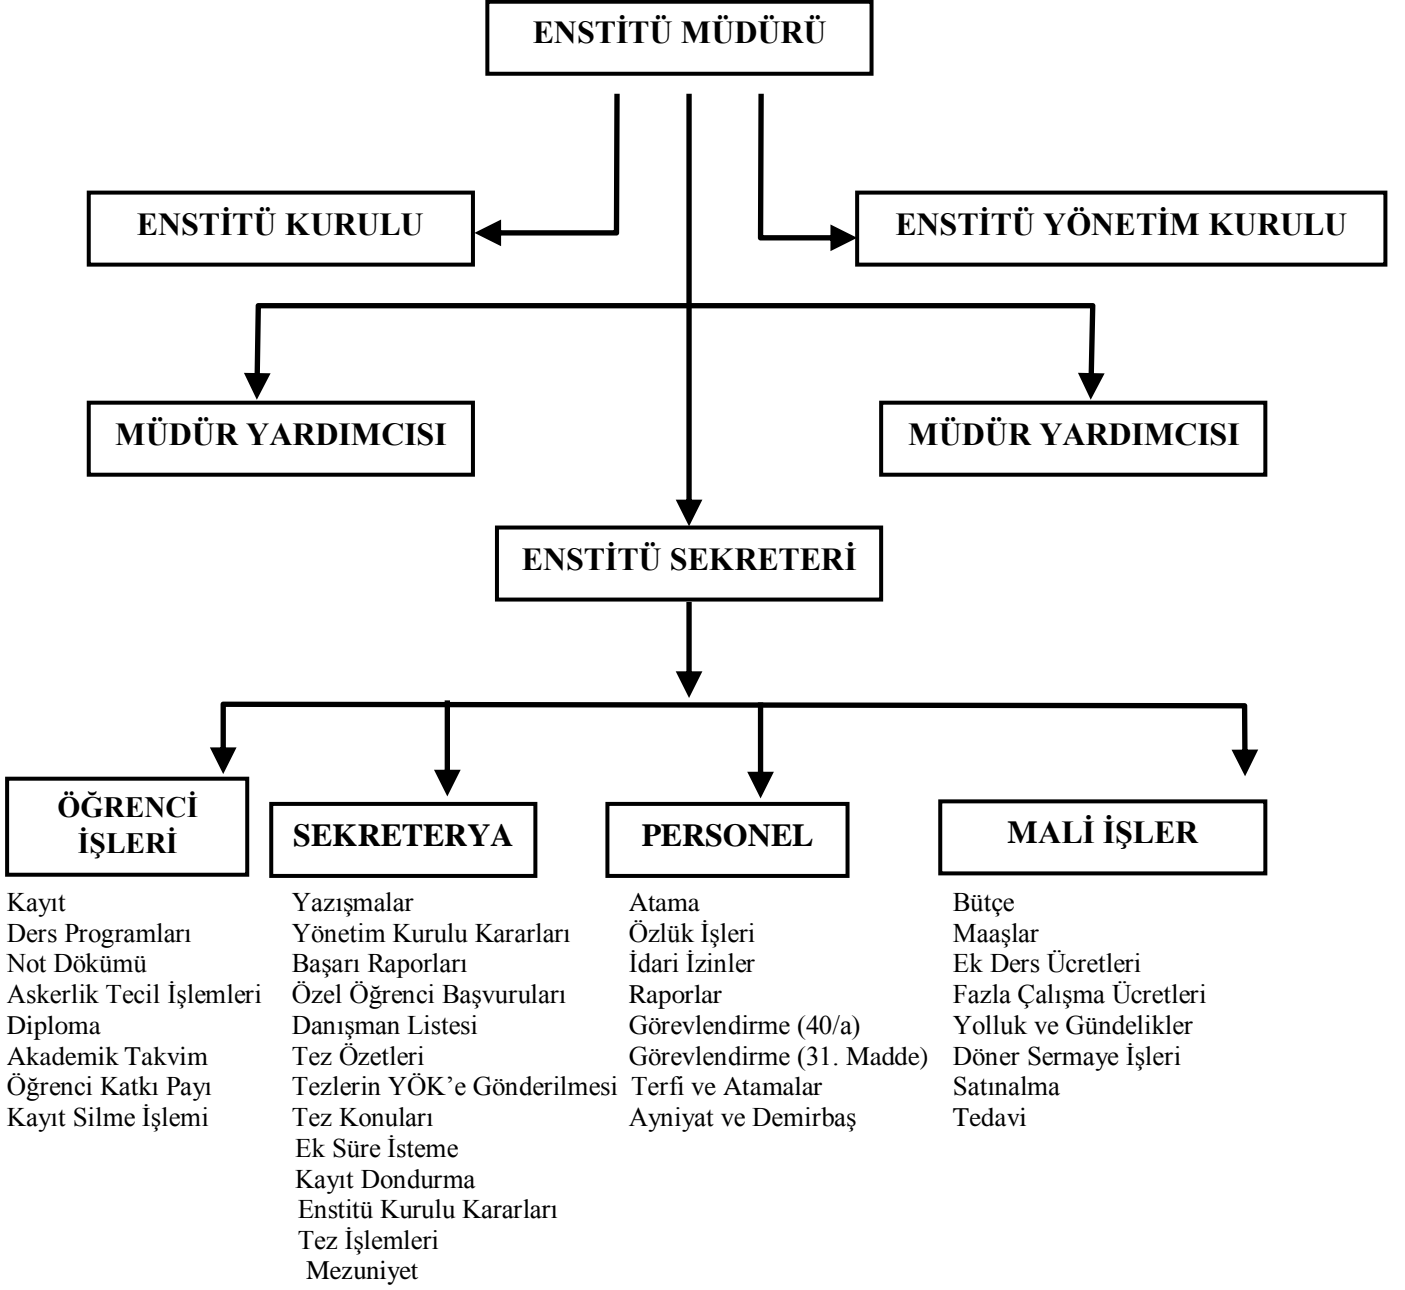 ENSTİTÜ MÜDÜRÜ
ENSTİTÜ KURULU
ENSTİTÜ YÖNETİM KURULU
MÜDÜR YARDIMCISI
MÜDÜR YARDIMCISI
ENSTİTÜ SEKRETERİ
ÖĞRENCİ
İŞLERİ
SEKRETERYA
PERSONEL
MALİ İŞLER
Kayıt
Ders Programları
Not Dökümü
Askerlik Tecil İşlemleri
Diploma
Akademik Takvim
Öğrenci Katkı Payı
Kayıt Silme İşlemi
Yazışmalar
Yönetim Kurulu Kararları
Başarı Raporları
Özel Öğrenci Başvuruları
Danışman Listesi
Tez Özetleri
Tezlerin YÖK’e Gönderilmesi
Tez Konuları
Ek Süre İsteme
Kayıt Dondurma
Enstitü Kurulu Kararları
Tez İşlemleri
Mezuniyet
Atama
Özlük İşleri
İdari İzinler
Raporlar
Görevlendirme (40/a)
Görevlendirme (31. Madde)
Terfi ve Atamalar
Ayniyat ve Demirbaş
Bütçe
Maaşlar
Ek Ders Ücretleri
Fazla Çalışma Ücretleri
Yolluk ve Gündelikler
Döner Sermaye İşleri
Satınalma
Tedavi